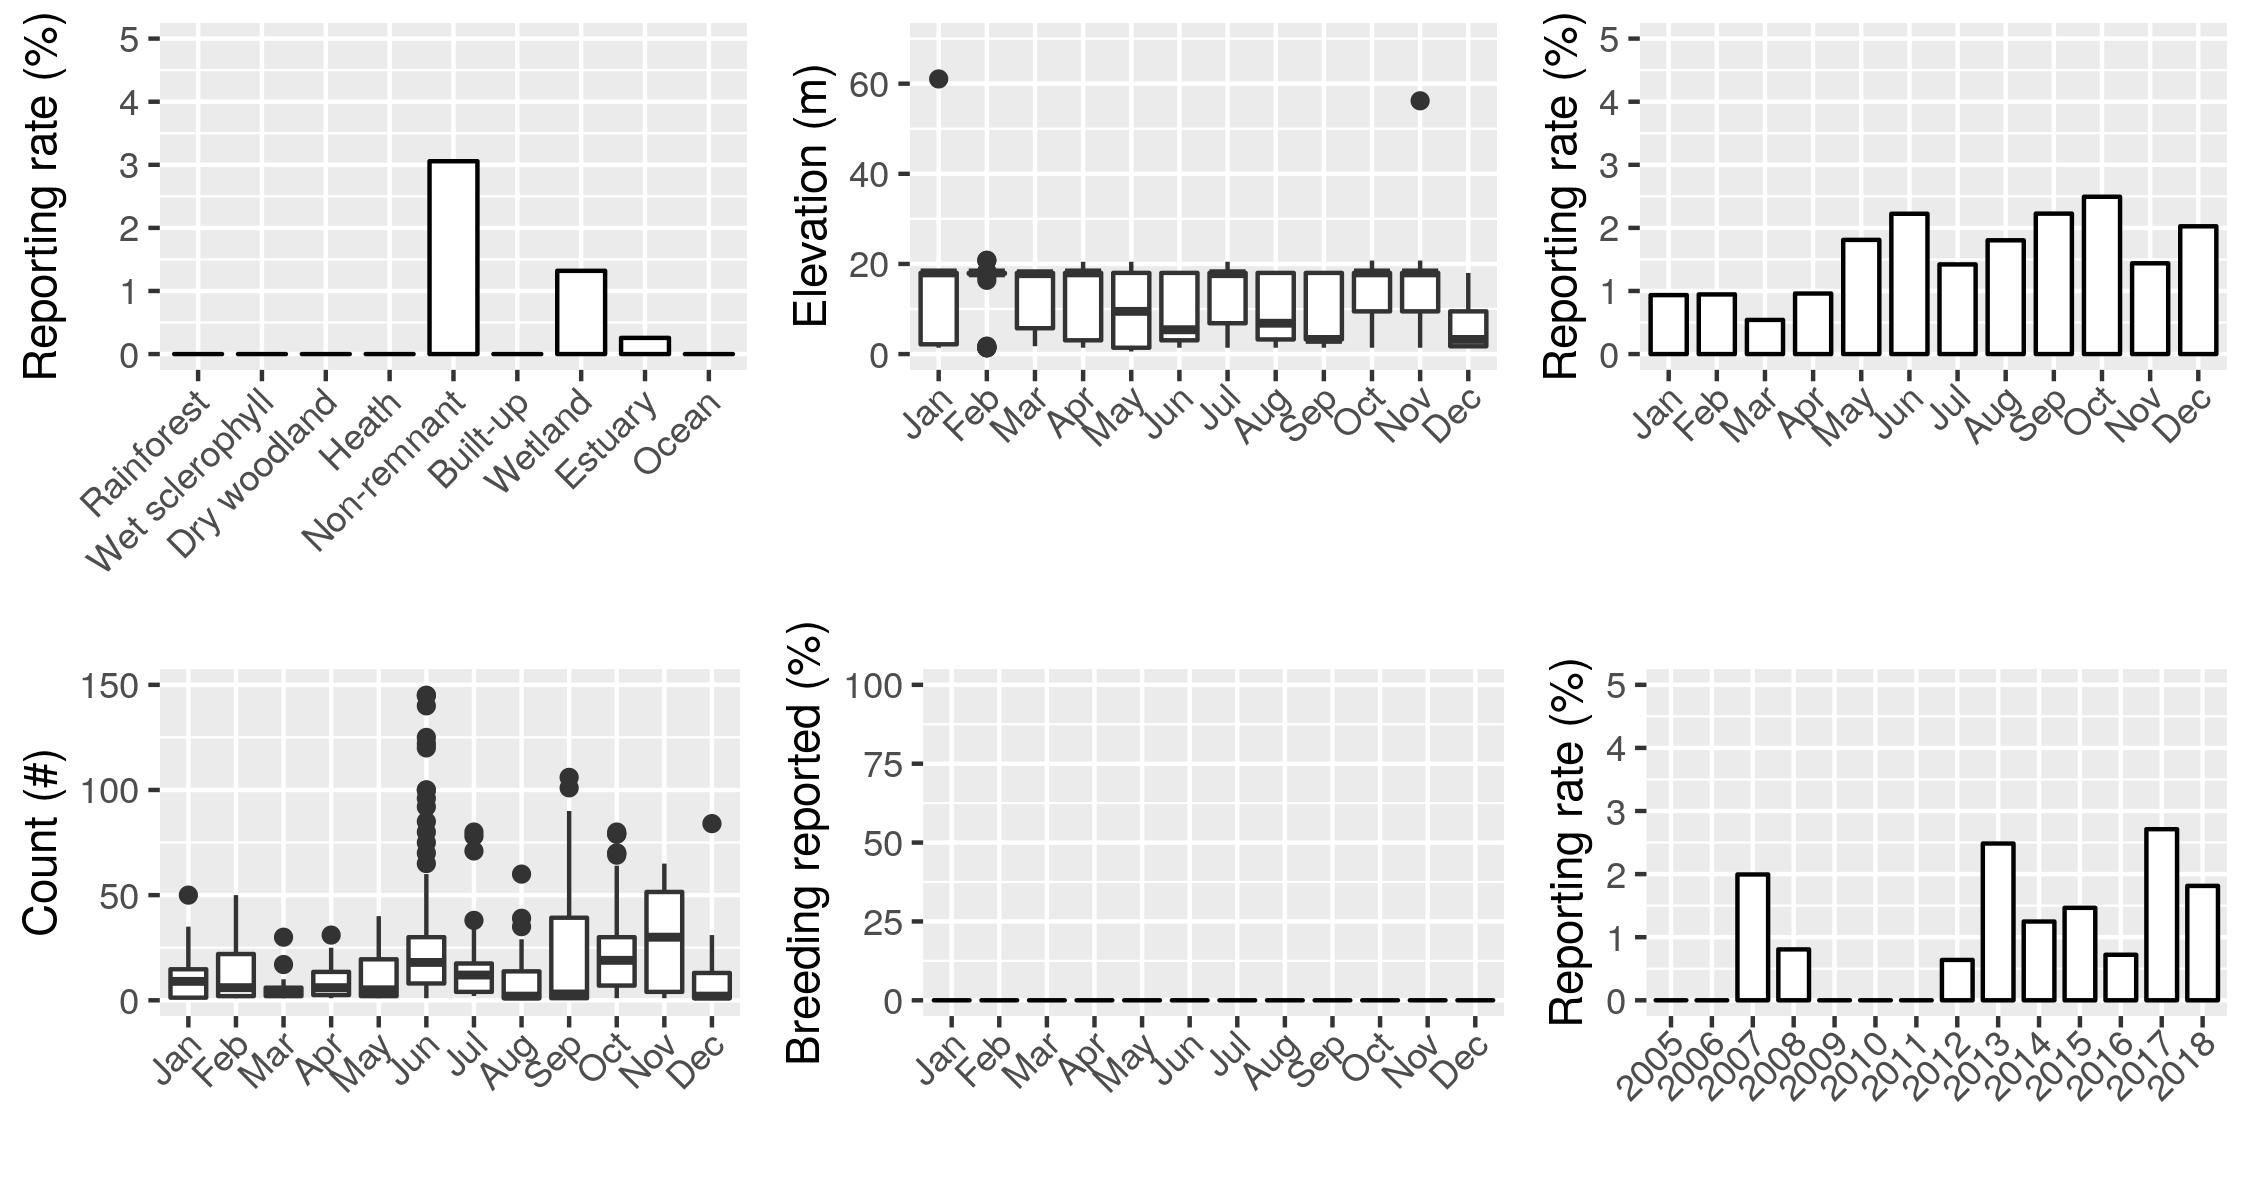 Reporting rate (%)
5
4
3
2
1
0
Rainforest
Wet sclerophyll
Dry woodland
Heath
Non-remnant
Built-up
Wetland
Estuary
Ocean
Elevation (m)
60
40
20
0
Jan
Feb
Mar
Apr
May
Jun
Jul
Aug
Sep
Oct
Nov
Dec
Reporting rate (%)
5
4
3
2
1
0
Jan
Feb
Mar
Apr
May
Jun
Jul
Aug
Sep
Oct
Nov
Dec
Count (#)
150
100
50
0
Jan
Feb
Mar
Apr
May
Jun
Jul
Aug
Sep
Oct
Nov
Dec
Breeding reported (%)
100
75
50
25
0
Jan
Feb
Mar
Apr
May
Jun
Jul
Aug
Sep
Oct
Nov
Dec
Reporting rate (%)
5
4
3
2
1
0
2005
2006
2007
2008
2009
2010
2011
2012
2013
2014
2015
2016
2017
2018